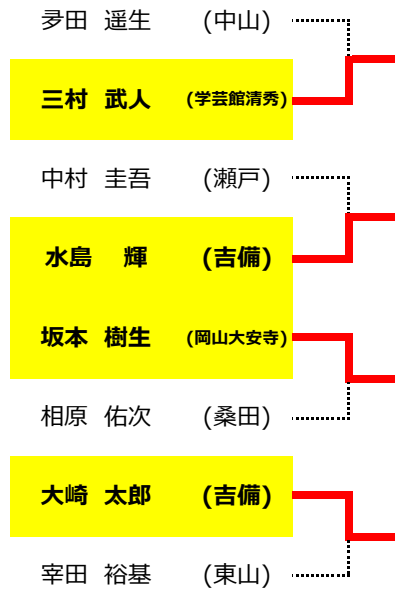 夛田 遥生 (中山)
三村 武人 (学芸館清秀)
中村 圭吾 (瀬戸)
水島 輝 (吉備)
坂本 樹生 (岡山大安寺)
相原 佑次 (桑田)
大崎 太郎 (吉備)
宰田 裕基 (東山)